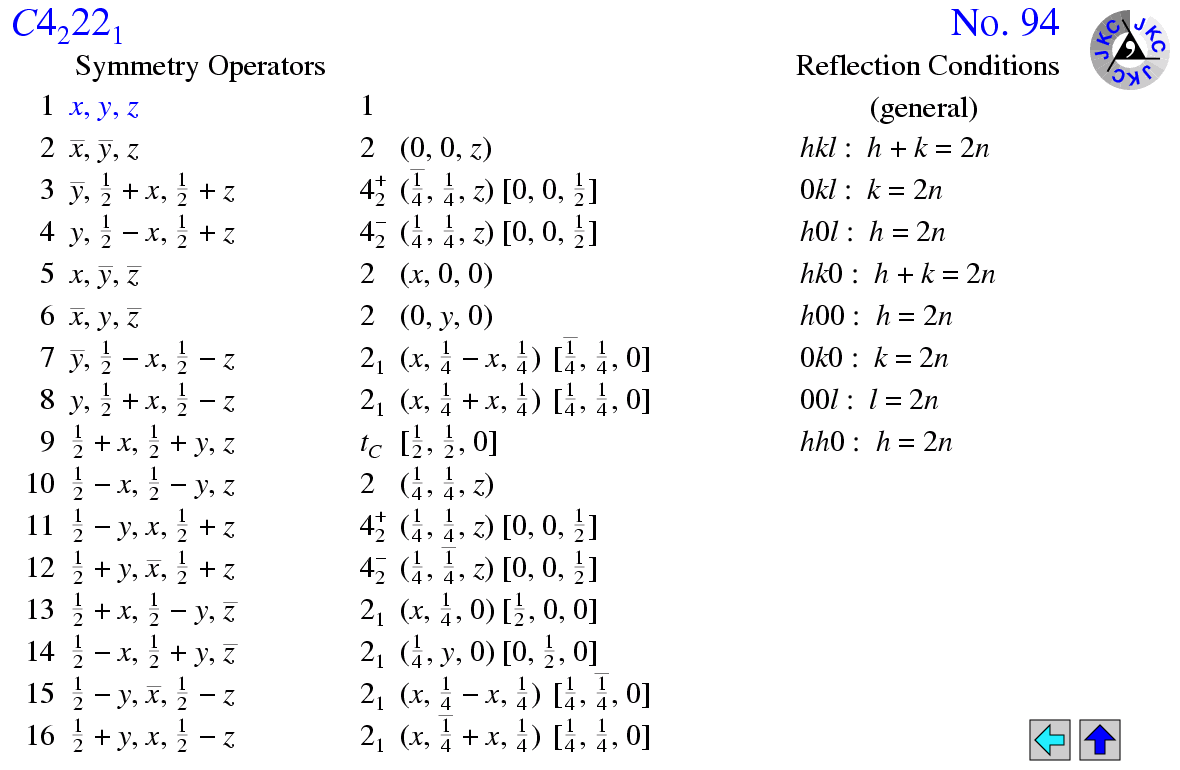 C4₂22₁ No. 94
Symmetry Operators Reflection Conditions
1 x, y, z 1 (general)
2 x̅, y̅, z 2 (0, 0, z) hkl : h + k = 2n
3 y̅, 1/2 + x, 1/2 + z 4₂⁺ (1̅/4, 1/4, z) [0, 0, 1/2] 0kl : k = 2n
4 y, 1/2 − x, 1/2 + z 4₂⁻ (1/4, 1/4, z) [0, 0, 1/2] h0l : h = 2n
5 x, y̅, z̅ 2 (x, 0, 0) hk0 : h + k = 2n
6 x̅, y, z̅ 2 (0, y, 0) h00 : h = 2n
7 y̅, 1/2 − x, 1/2 − z 2₁ (x, 1/4 − x, 1/4) [1̅/4, 1/4, 0] 0k0 : k = 2n
8 y, 1/2 + x, 1/2 − z 2₁ (x, 1/4 + x, 1/4) [1/4, 1/4, 0] 00l : l = 2n
9 1/2 + x, 1/2 + y, z t_C [1/2, 1/2, 0] hh0 : h = 2n
10 1/2 − x, 1/2 − y, z 2 (1/4, 1/4, z)
11 1/2 − y, x, 1/2 + z 4₂⁺ (1/4, 1/4, z) [0, 0, 1/2]
12 1/2 + y, x̅, 1/2 + z 4₂⁻ (1/4, 1̅/4, z) [0, 0, 1/2]
13 1/2 + x, 1/2 − y, z̅ 2₁ (x, 1/4, 0) [1/2, 0, 0]
14 1/2 − x, 1/2 + y, z̅ 2₁ (1/4, y, 0) [0, 1/2, 0]
15 1/2 − y, x̅, 1/2 − z 2₁ (x, 1/4 − x, 1/4) [1/4, 1̅/4, 0]
16 1/2 + y, x, 1/2 − z 2₁ (x, 1̅/4 + x, 1/4) [1/4, 1/4, 0]
JKC JKC JKC JKC